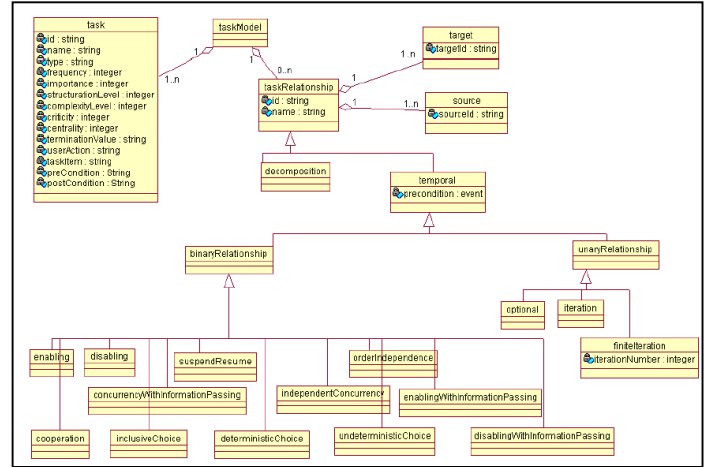 task
id : string
name : string
type : string
frequency : integer
importance : integer
structurationLevel : integer
complexityLevel : integer
criticity : integer
centrality : integer
terminationValue : string
userAction : string
taskItem : string
preCondition : String
postCondition : String
taskModel
1
1
1..n
0..n
taskRelationship
id : string
name : string
1
1..n
target
targetId : string
1
1..n
source
sourceId : string
decomposition
temporal
precondition : event
binaryRelationship
unaryRelationship
optional
iteration
finiteIteration
iterationNumber : integer
enabling
disabling
suspendResume
orderIndependence
concurrencyWithInformationPassing
independentConcurrency
enablingWithInformationPassing
cooperation
inclusiveChoice
deterministicChoice
undeterministicChoice
disablingWithInformationPassing